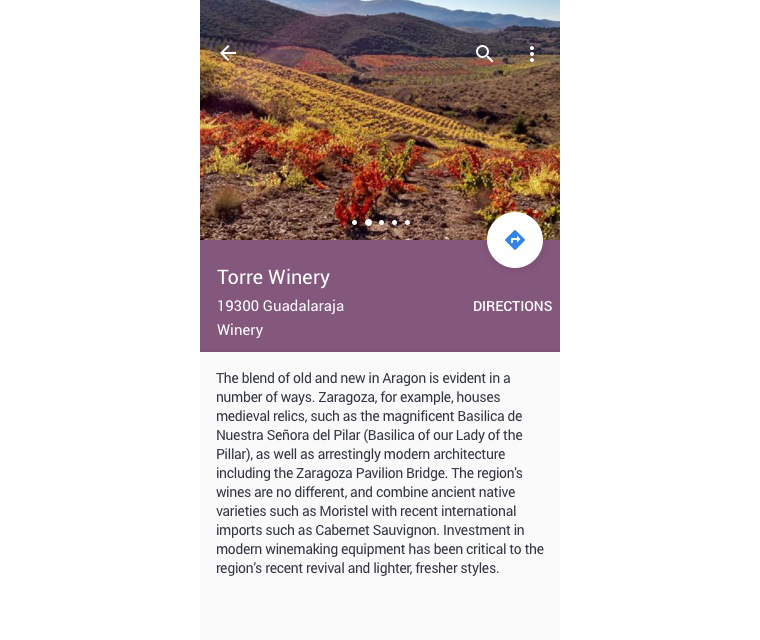 Torre Winery
19300 Guadalaraja
DIRECTIONS
Winery
The blend of old and new in Aragon is evident in a
number of ways. Zaragoza, for example, houses
medieval relics, such as the magnificent Basilica de
Nuestra Señora del Pilar (Basilica of our Lady of the
Pillar), as well as arrestingly modern architecture
including the Zaragoza Pavilion Bridge. The region's
wines are no different, and combine ancient native
varieties such as Moristel with recent international
imports such as Cabernet Sauvignon. Investment in
modern winemaking equipment has been critical to the
region's recent revival and lighter, fresher styles.